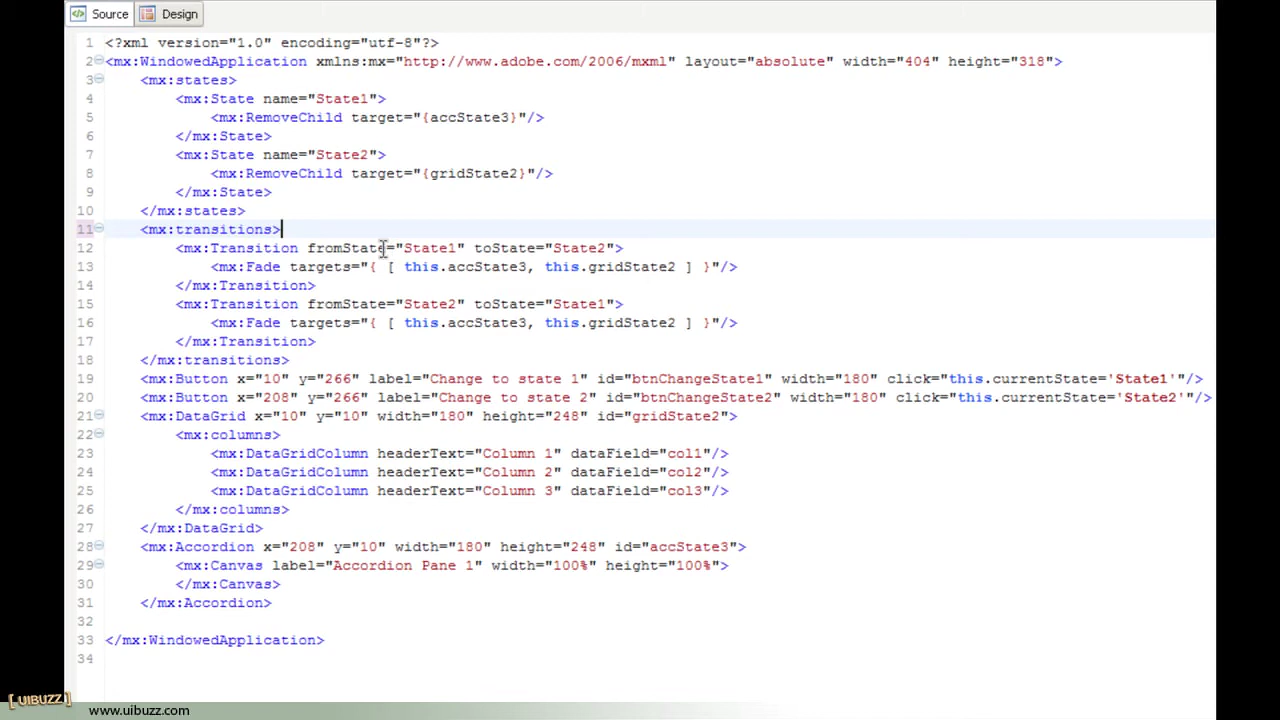 Source Design
1 <?xml version="1.0" encoding="utf-8"?>
2 <mx:WindowedApplication xmlns:mx="http://www.adobe.com/2006/mxml" layout="absolute" width="404" height="318">
3 <mx:states>
4 <mx:State name="State1">
5 <mx:RemoveChild target="{accState3}"/>
6 </mx:State>
7 <mx:State name="State2">
8 <mx:RemoveChild target="{gridState2}"/>
9 </mx:State>
10 </mx:states>
11 <mx:transitions>
12 <mx:Transition fromState="State1" toState="State2">
13 <mx:Fade targets="{ [ this.accState3, this.gridState2 ] }"/>
14 </mx:Transition>
15 <mx:Transition fromState="State2" toState="State1">
16 <mx:Fade targets="{ [ this.accState3, this.gridState2 ] }"/>
17 </mx:Transition>
18 </mx:transitions>
19 <mx:Button x="10" y="266" label="Change to state 1" id="btnChangeState1" width="180" click="this.currentState='State1'"/>
20 <mx:Button x="208" y="266" label="Change to state 2" id="btnChangeState2" width="180" click="this.currentState='State2'"/>
21 <mx:DataGrid x="10" y="10" width="180" height="248" id="gridState2">
22 <mx:columns>
23 <mx:DataGridColumn headerText="Column 1" dataField="col1"/>
24 <mx:DataGridColumn headerText="Column 2" dataField="col2"/>
25 <mx:DataGridColumn headerText="Column 3" dataField="col3"/>
26 </mx:columns>
27 </mx:DataGrid>
28 <mx:Accordion x="208" y="10" width="180" height="248" id="accState3">
29 <mx:Canvas label="Accordion Pane 1" width="100%" height="100%">
30 </mx:Canvas>
31 </mx:Accordion>
32
33 </mx:WindowedApplication>
34
[UIBUZZ]
www.uibuzz.com